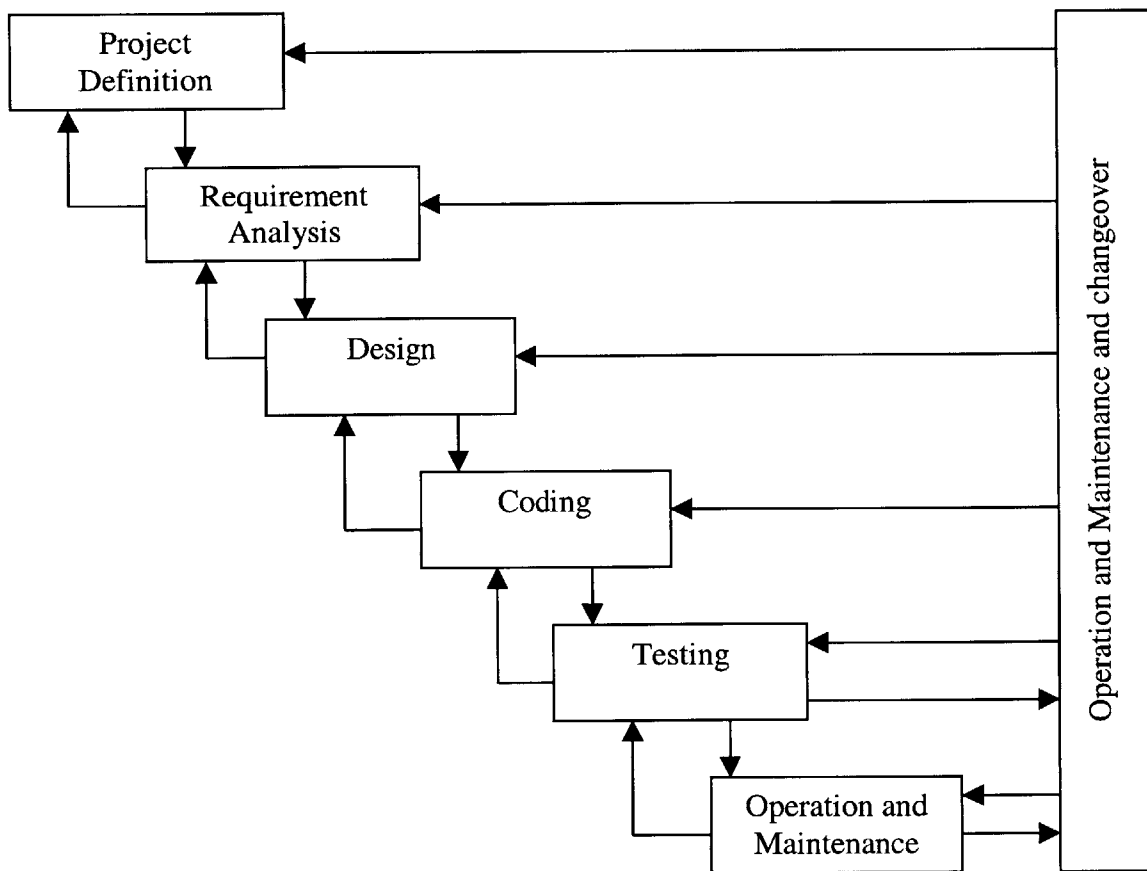 Project
Definition
Requirement
Analysis
Design
Coding
Testing
Operation and
Maintenance
Operation and Maintenance and changeover